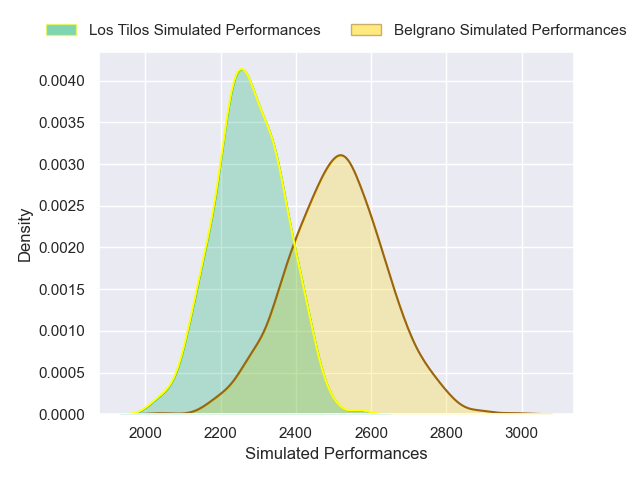 Los Tilos Simulated Performances
Belgrano Simulated Performances
0.0040
0.0035
0.0030
0.0025
0.0020
0.0015
0.0010
0.0005
0.0000
Density
2000 2200 2400 2600 2800 3000
Simulated Performances